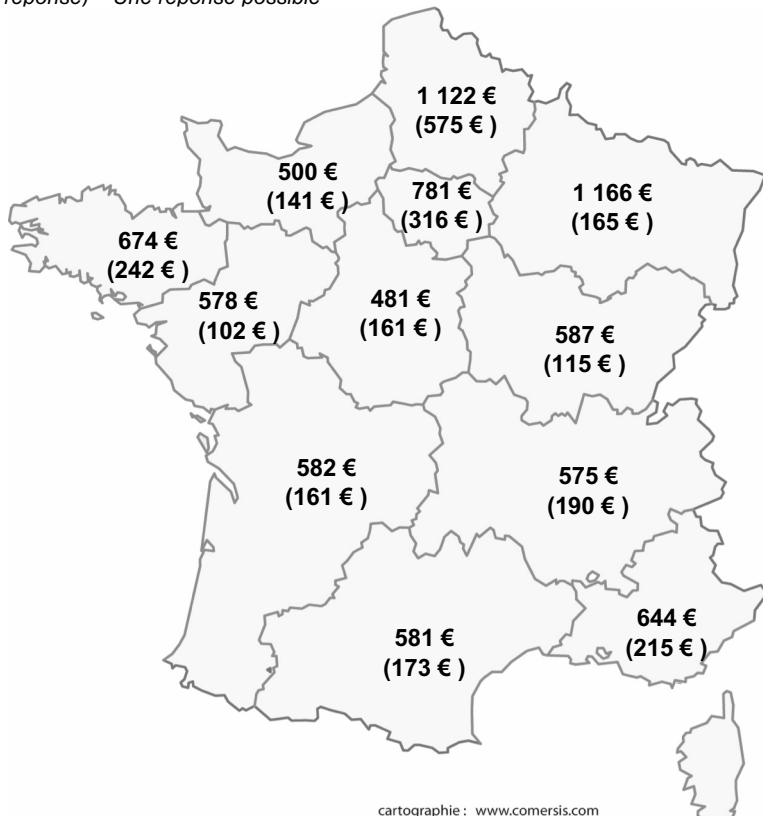 réponse) – Une réponse possible
1 122 €
(575 € )
500 €
(141 € )
781 €
(316 € )
1 166 €
(165 € )
674 €
(242 € )
578 €
(102 € )
481 €
(161 € )
587 €
(115 € )
582 €
(161 € )
575 €
(190 € )
581 €
(173 € )
644 €
(215 € )
cartographie : www.comersis.com